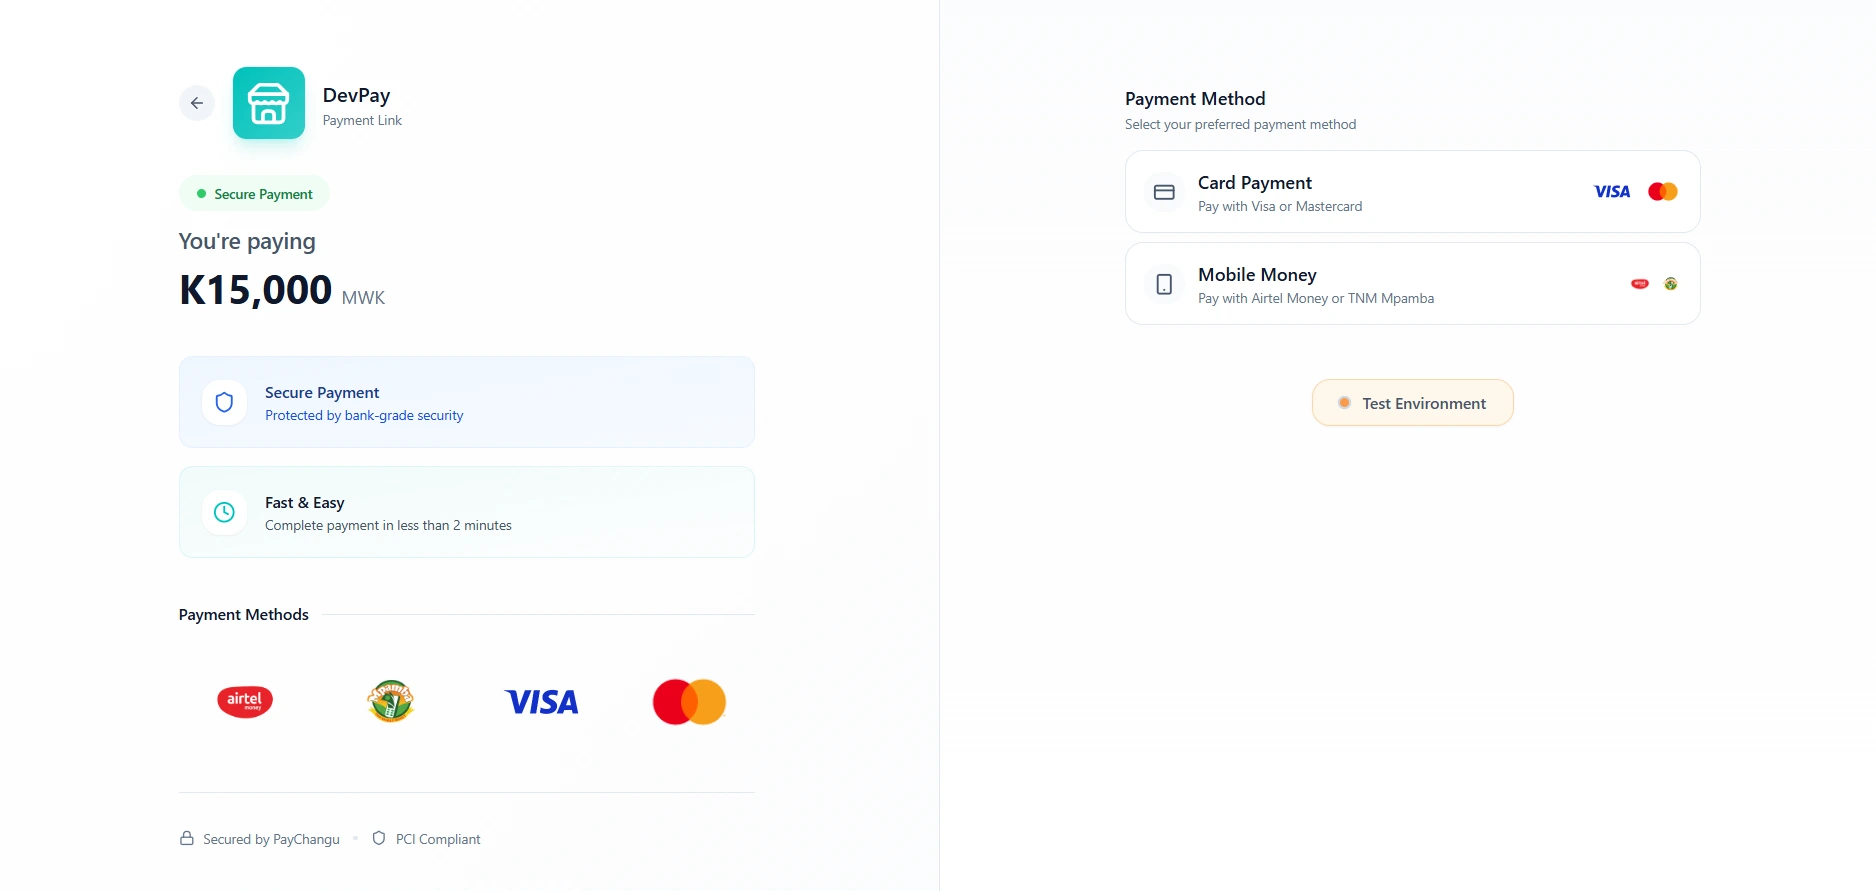 DevPay
Payment Link
Secure Payment
You're paying
K15,000 MWK
Secure Payment
Protected by bank-grade security
Fast & Easy
Complete payment in less than 2 minutes
Payment Methods
airtel
money
Mpamba
VISA
Secured by PayChangu
PCI Compliant
Payment Method
Select your preferred payment method
Card Payment
VISA
Pay with Visa or Mastercard
Mobile Money
airtel
Pay with Airtel Money or TNM Mpamba
Test Environment